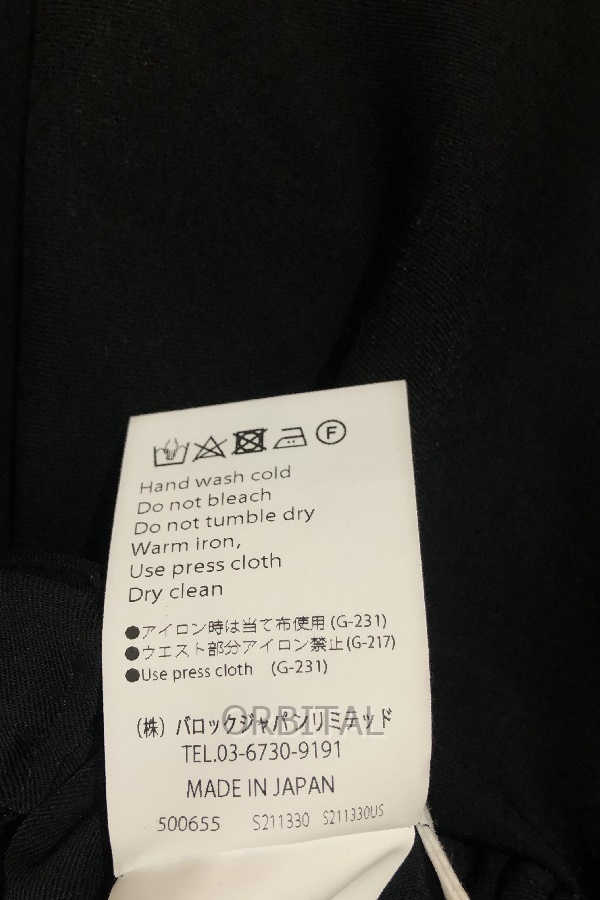 F
Hand wash cold
Do not bleach
Do not tumble dry
Warm iron,
Use press cloth
Dry clean
●アイロン時は当て布使用(G-231)
●ウエスト部分アイロン禁止(G-217)
●Use press cloth (G-231)
(株) バロックジャパンリミテッド
ORBITAL
TEL.03-6730-9191
MADE IN JAPAN
500655 S211330 S211330US